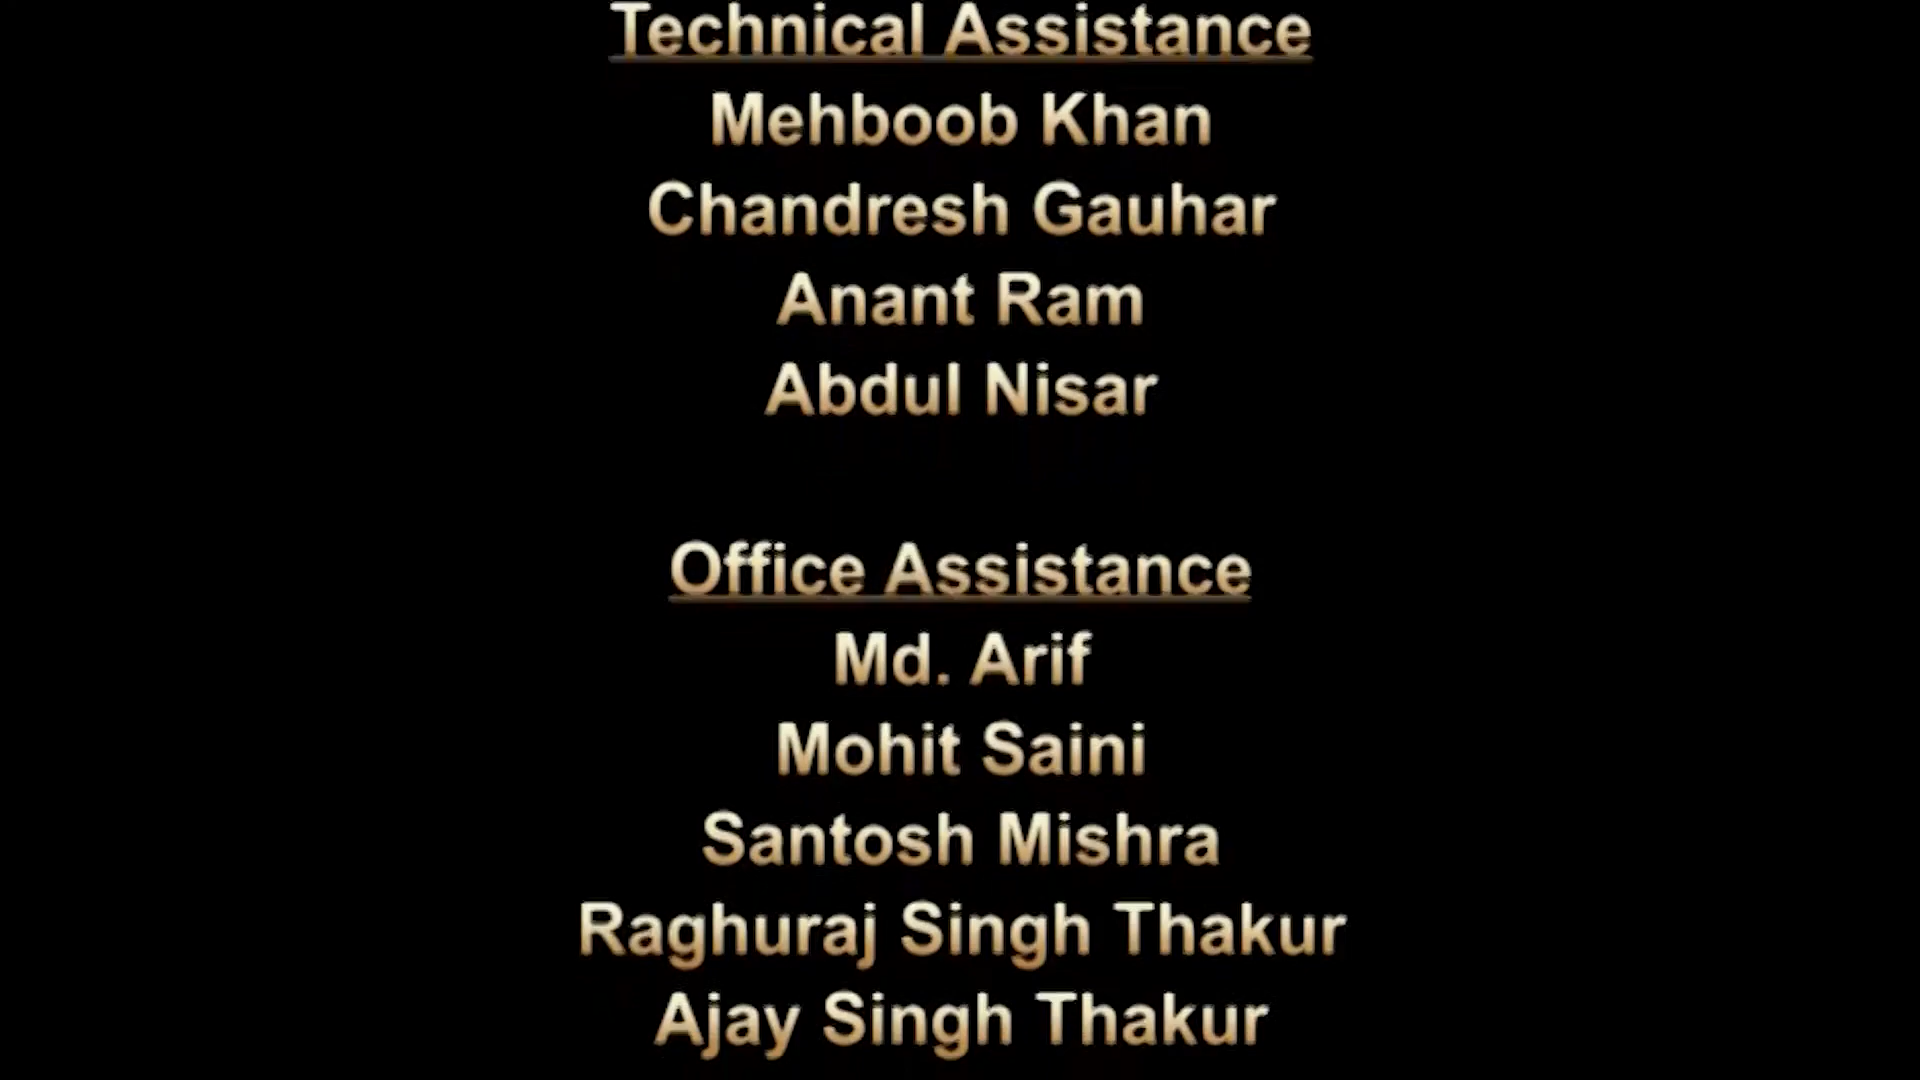 Technical Assistance
Mehboob Khan
Chandresh Gauhar
Anant Ram
Abdul Nisar
Office Assistance
Md. Arif
Mohit Saini
Santosh Mishra
Raghuraj Singh Thakur
Ajay Singh Thakur